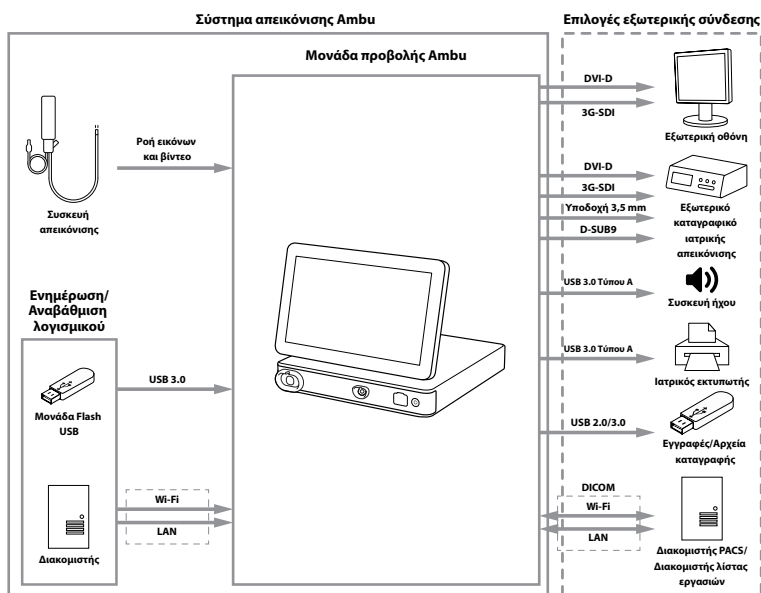 Σύστημα απεικόνισης Ambu
Επιλογές εξωτερικής σύνδεσης
Μονάδα προβολής Ambu
Ροή εικόνων
και βίντεο
Συσκευή
απεικόνισης
Ενημέρωση/
Αναβάθμιση
λογισμικού
USB 3.0
Μονάδα Flash
USB
Wi-Fi
LAN
Διακομιστής
DVI-D
3G-SDI
Εξωτερική οθόνη
DVI-D
3G-SDI
Υποδοχή 3,5 mm
D-SUB9
Εξωτερικό
καταγραφικό
ιατρικής
απεικόνισης
USB 3.0 Τύπου A
Συσκευή ήχου
USB 3.0 Τύπου A
Ιατρικός εκτυπωτής
USB 2.0/3.0
Εγγραφές/Αρχεία
καταγραφής
DICOM
Wi-Fi
LAN
Διακομιστής PACS/
Διακομιστής λίστας
εργασιών